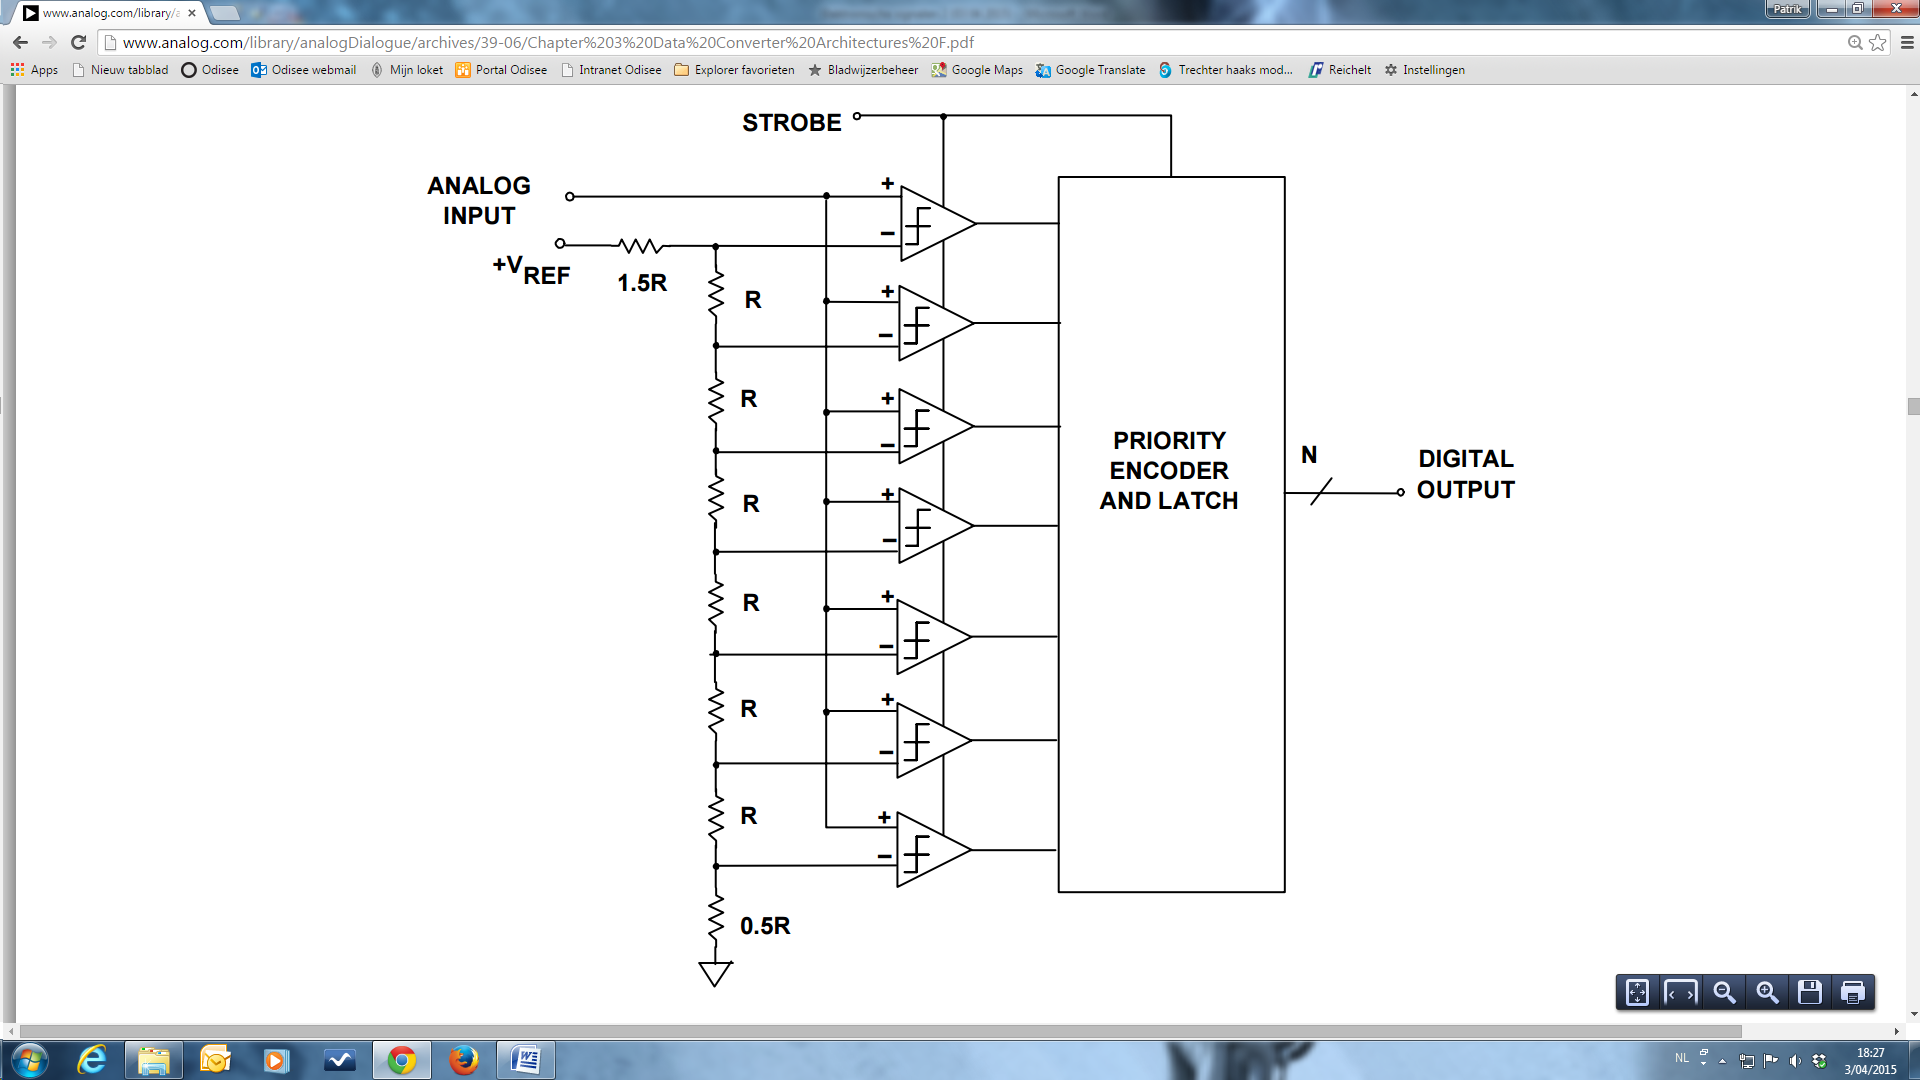 www.analog.com/library/a
Patrik
www.analog.com/library/analogDialogue/archives/39-06/Chapter%203%20Data%20Converter%20Architectures%20F.pdf
Apps Nieuw tabblad Odisee Odisee webmail Mijn loket Portal Odisee Intranet Odisee Explorer favorieten Bladwijzerbeheer Google Maps Google Translate Trechter haaks mod... Reichelt Instellingen
STROBE
ANALOG
INPUT
+VREF
1.5R
+
−
R
+
−
R
+
−
R
+
−
R
+
−
R
+
−
R
+
−
0.5R
PRIORITY
ENCODER
AND LATCH
N
DIGITAL
OUTPUT
NL
18:27
3/04/2015